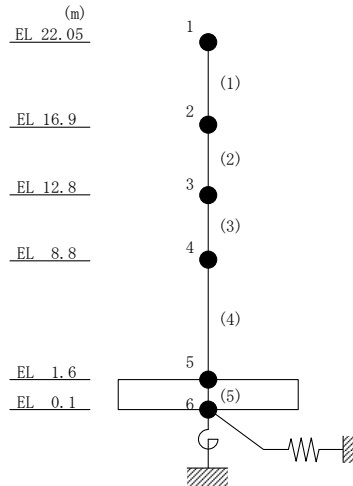 (m)
1
EL 22.05
(1)
2
EL 16.9
(2)
3
EL 12.8
(3)
4
EL 8.8
(4)
5
EL 1.6
(5)
6
EL 0.1